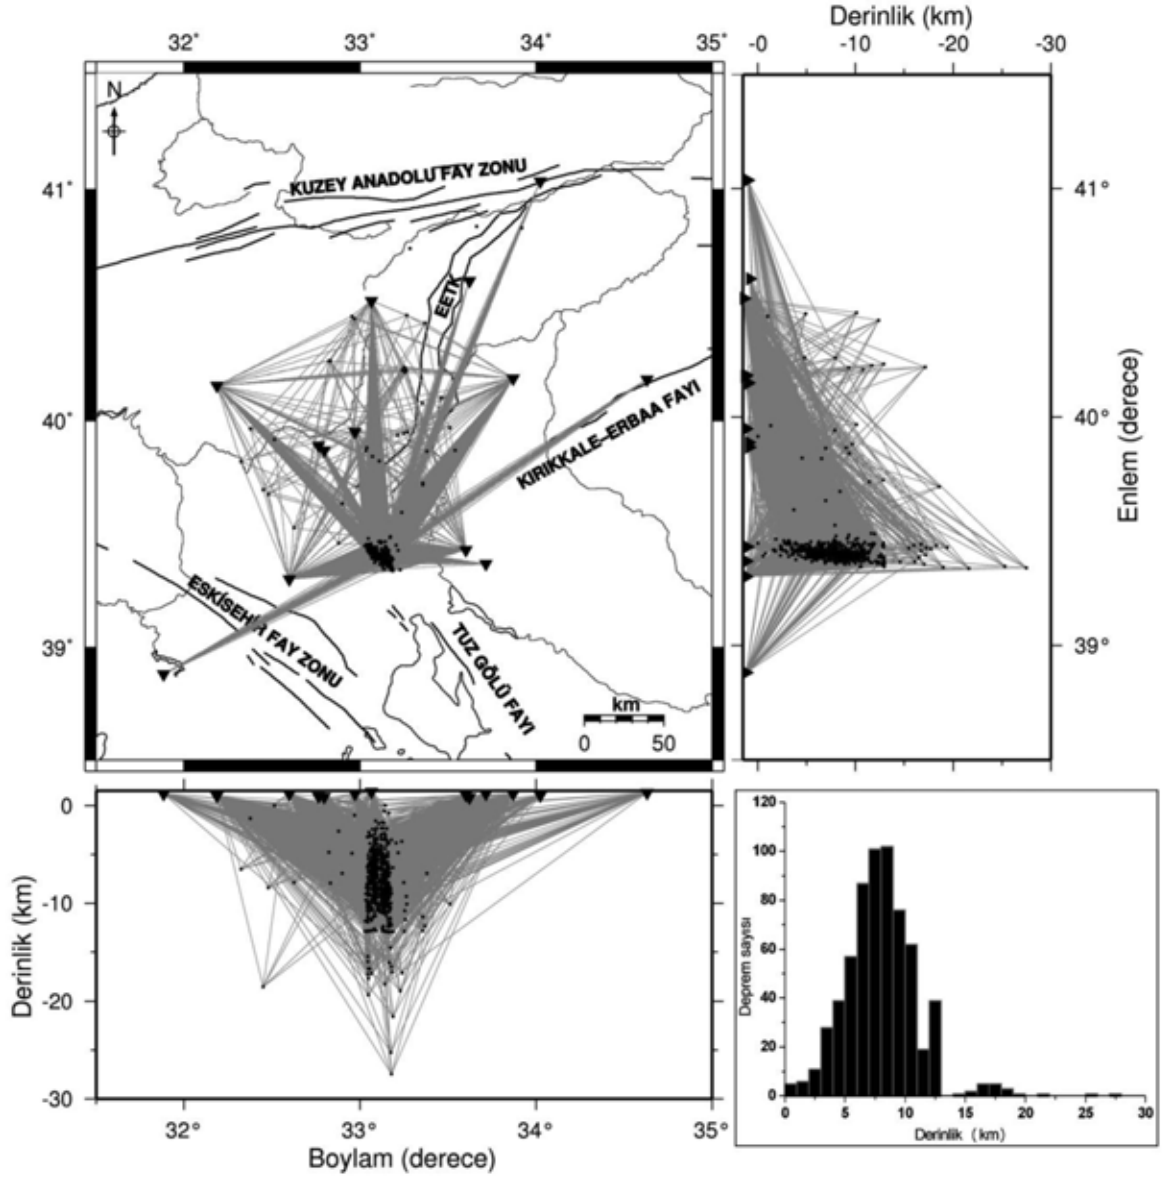 32° 33° 34° 35°
N
41°
40°
39°
KUZEY ANADOLU FAY ZONU
EETK
KIRIKKALE-ERBAA FAYI
ESKİSEHİR FAY ZONU
TUZ GÖLÜ FAYI
km
0 50
Derinlik (km)
-0 -10 -20 -30
41°
40°
39°
Enlem (derece)
0
-10
-20
-30
Derinlik (km)
32° 33° 34° 35°
Boylam (derece)
120
100
80
60
40
20
0
Deprem sayısı
0 5 10 15 20 25 30
Derinlik (km)